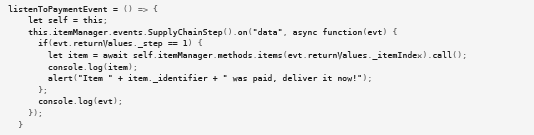 listenToPaymentEvent = () => {
let self = this;
this.itemManager.events.SupplyChainStep().on("data", async function(evt) {
if(evt.returnValues._step == 1) {
let item = await self.itemManager.methods.items(evt.returnValues._itemIndex).call();
console.log(item);
alert("Item " + item._identifier + " was paid, deliver it now!");
};
console.log(evt);
});
}